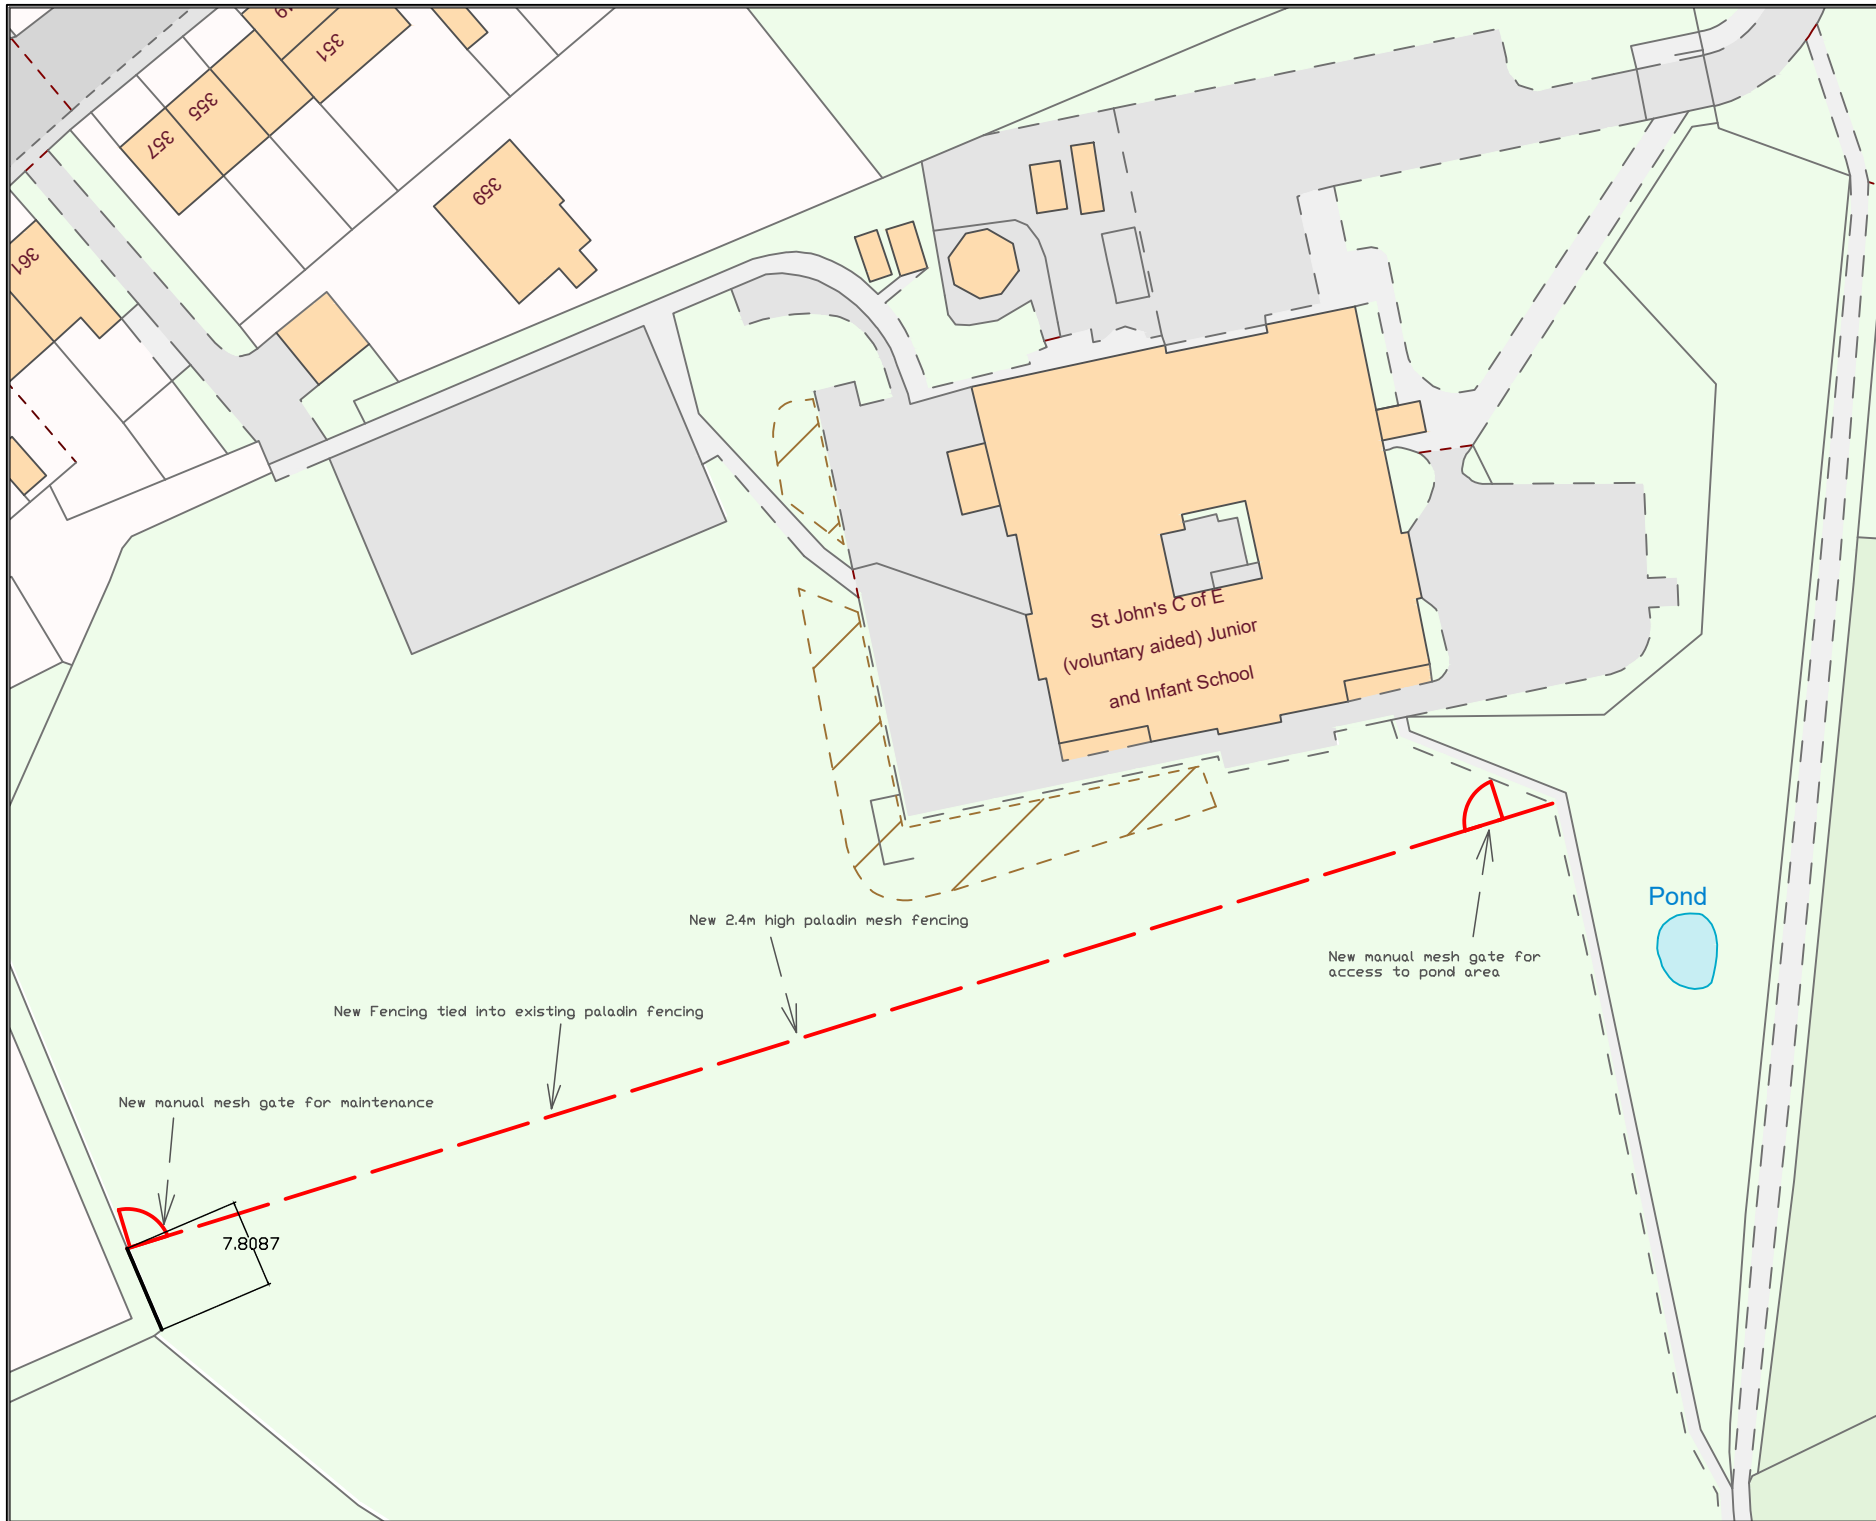 351
355
357
359
361
St John's C of E
(voluntary aided) Junior
and Infant School
Pond
New 2.4m high paladin mesh fencing
New manual mesh gate for
access to pond area
New Fencing tied into existing paladin fencing
New manual mesh gate for maintenance
7.8087